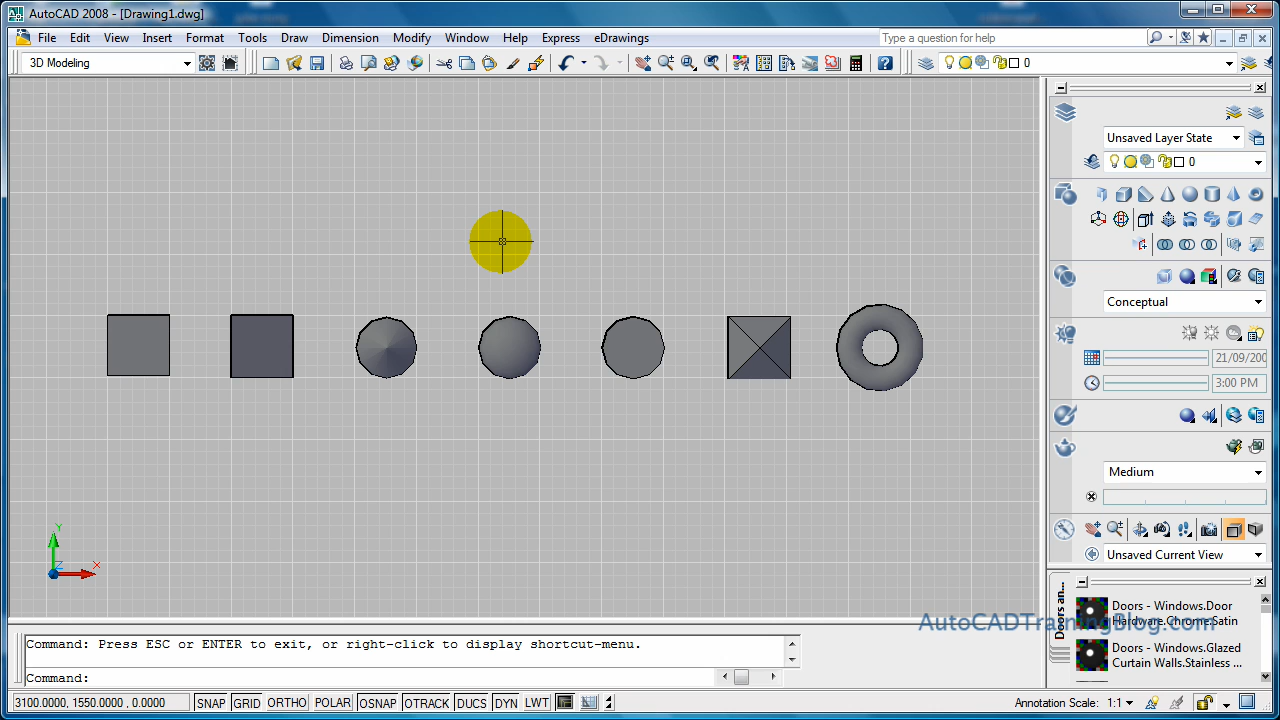 AutoCAD 2008 - [Drawing1.dwg]
File Edit View Insert Format Tools Draw Dimension Modify Window Help Express eDrawings
Type a question for help
3D Modeling
0
Unsaved Layer State
0
Conceptual
21/09/200
3:00 PM
Medium
Unsaved Current View
Y
Z
X
Doors an...
Doors - Windows.Door
Hardware.Chrome.Satin
Doors - Windows.Glazed
Curtain Walls.Stainless ...
AutoCADTrainingBlog.com
Command: Press ESC or ENTER to exit, or right-click to display shortcut-menu.
Command:
3100.0000, 1550.0000 , 0.0000 SNAP GRID ORTHO POLAR OSNAP OTRACK DUCS DYN LWT
Annotation Scale: 1:1